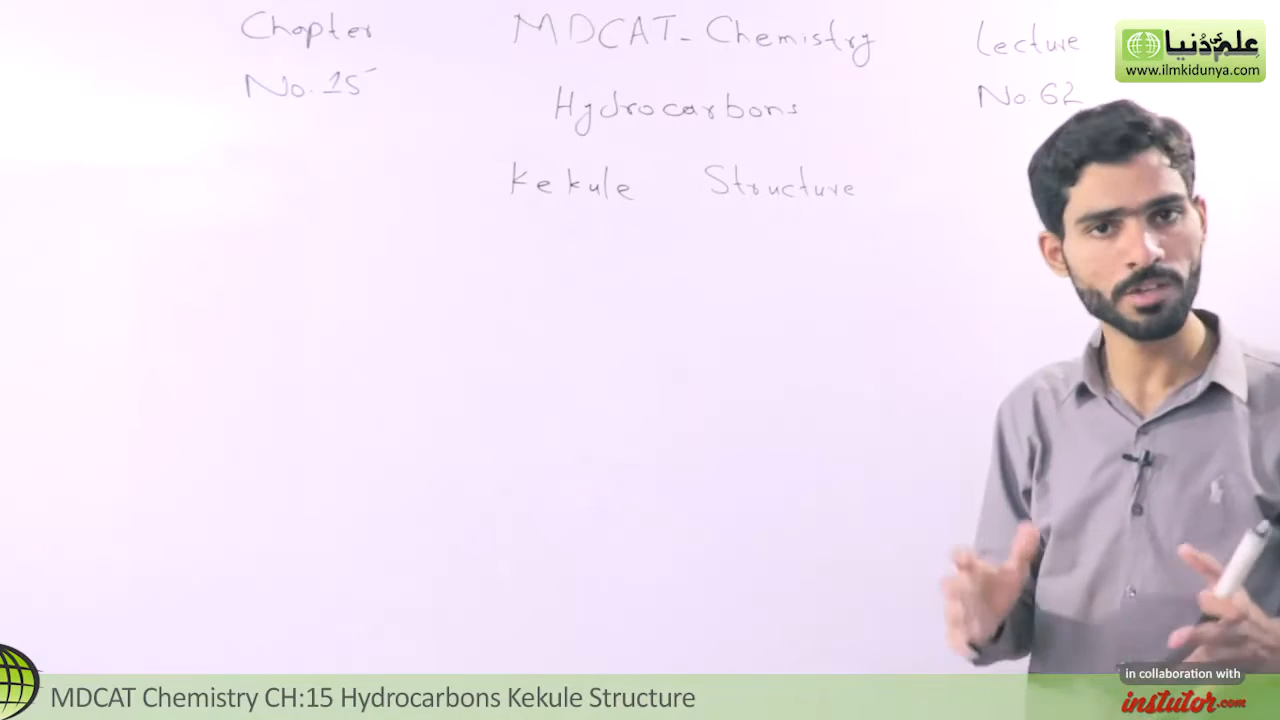 Chapter
No. 15
MDCAT - Chemistry
Hydrocarbons
Kekule Structure
Lecture
No. 62
علم کی دُنیا
www.ilmkidunya.com
in collaboration with
instutor.com
MDCAT Chemistry CH:15 Hydrocarbons Kekule Structure